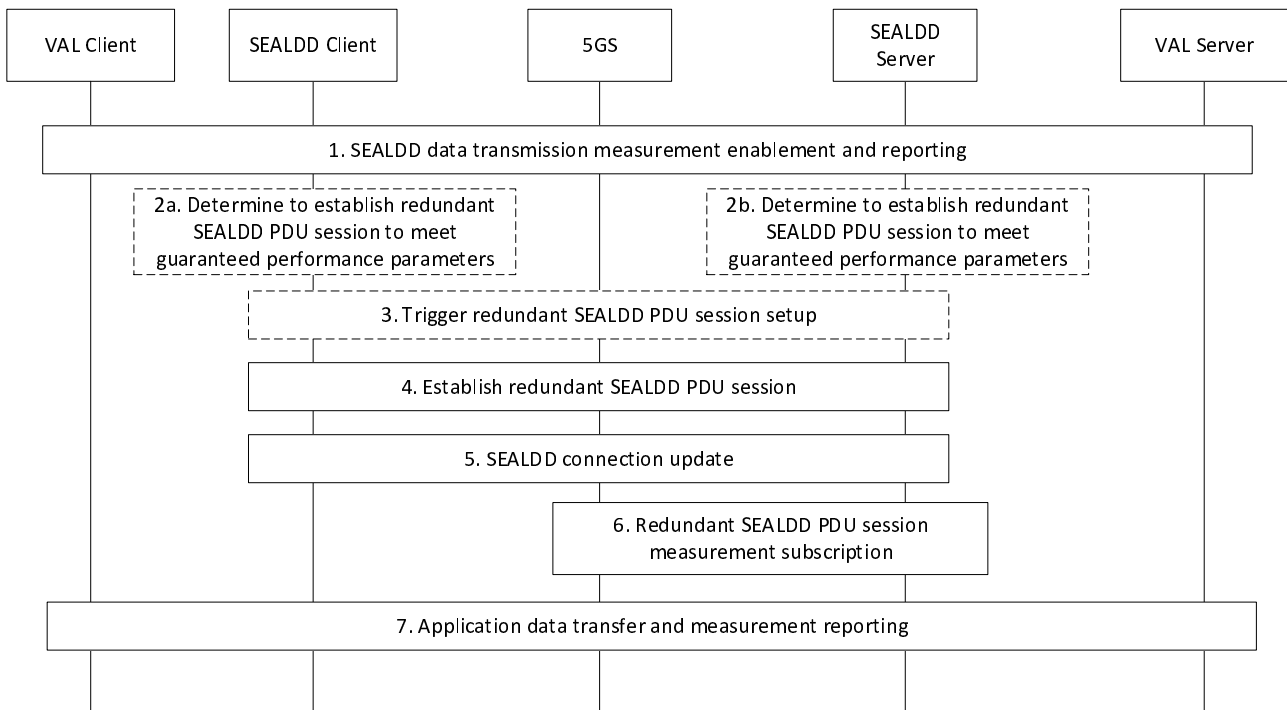 VAL Client
SEALDD Client
5GS
SEALDD
Server
VAL Server
1. SEALDD data transmission measurement enablement and reporting
2a. Determine to establish redundant
SEALDD PDU session to meet
guaranteed performance parameters
2b. Determine to establish redundant
SEALDD PDU session to meet
guaranteed performance parameters
3. Trigger redundant SEALDD PDU session setup
4. Establish redundant SEALDD PDU session
5. SEALDD connection update
6. Redundant SEALDD PDU session
measurement subscription
7. Application data transfer and measurement reporting